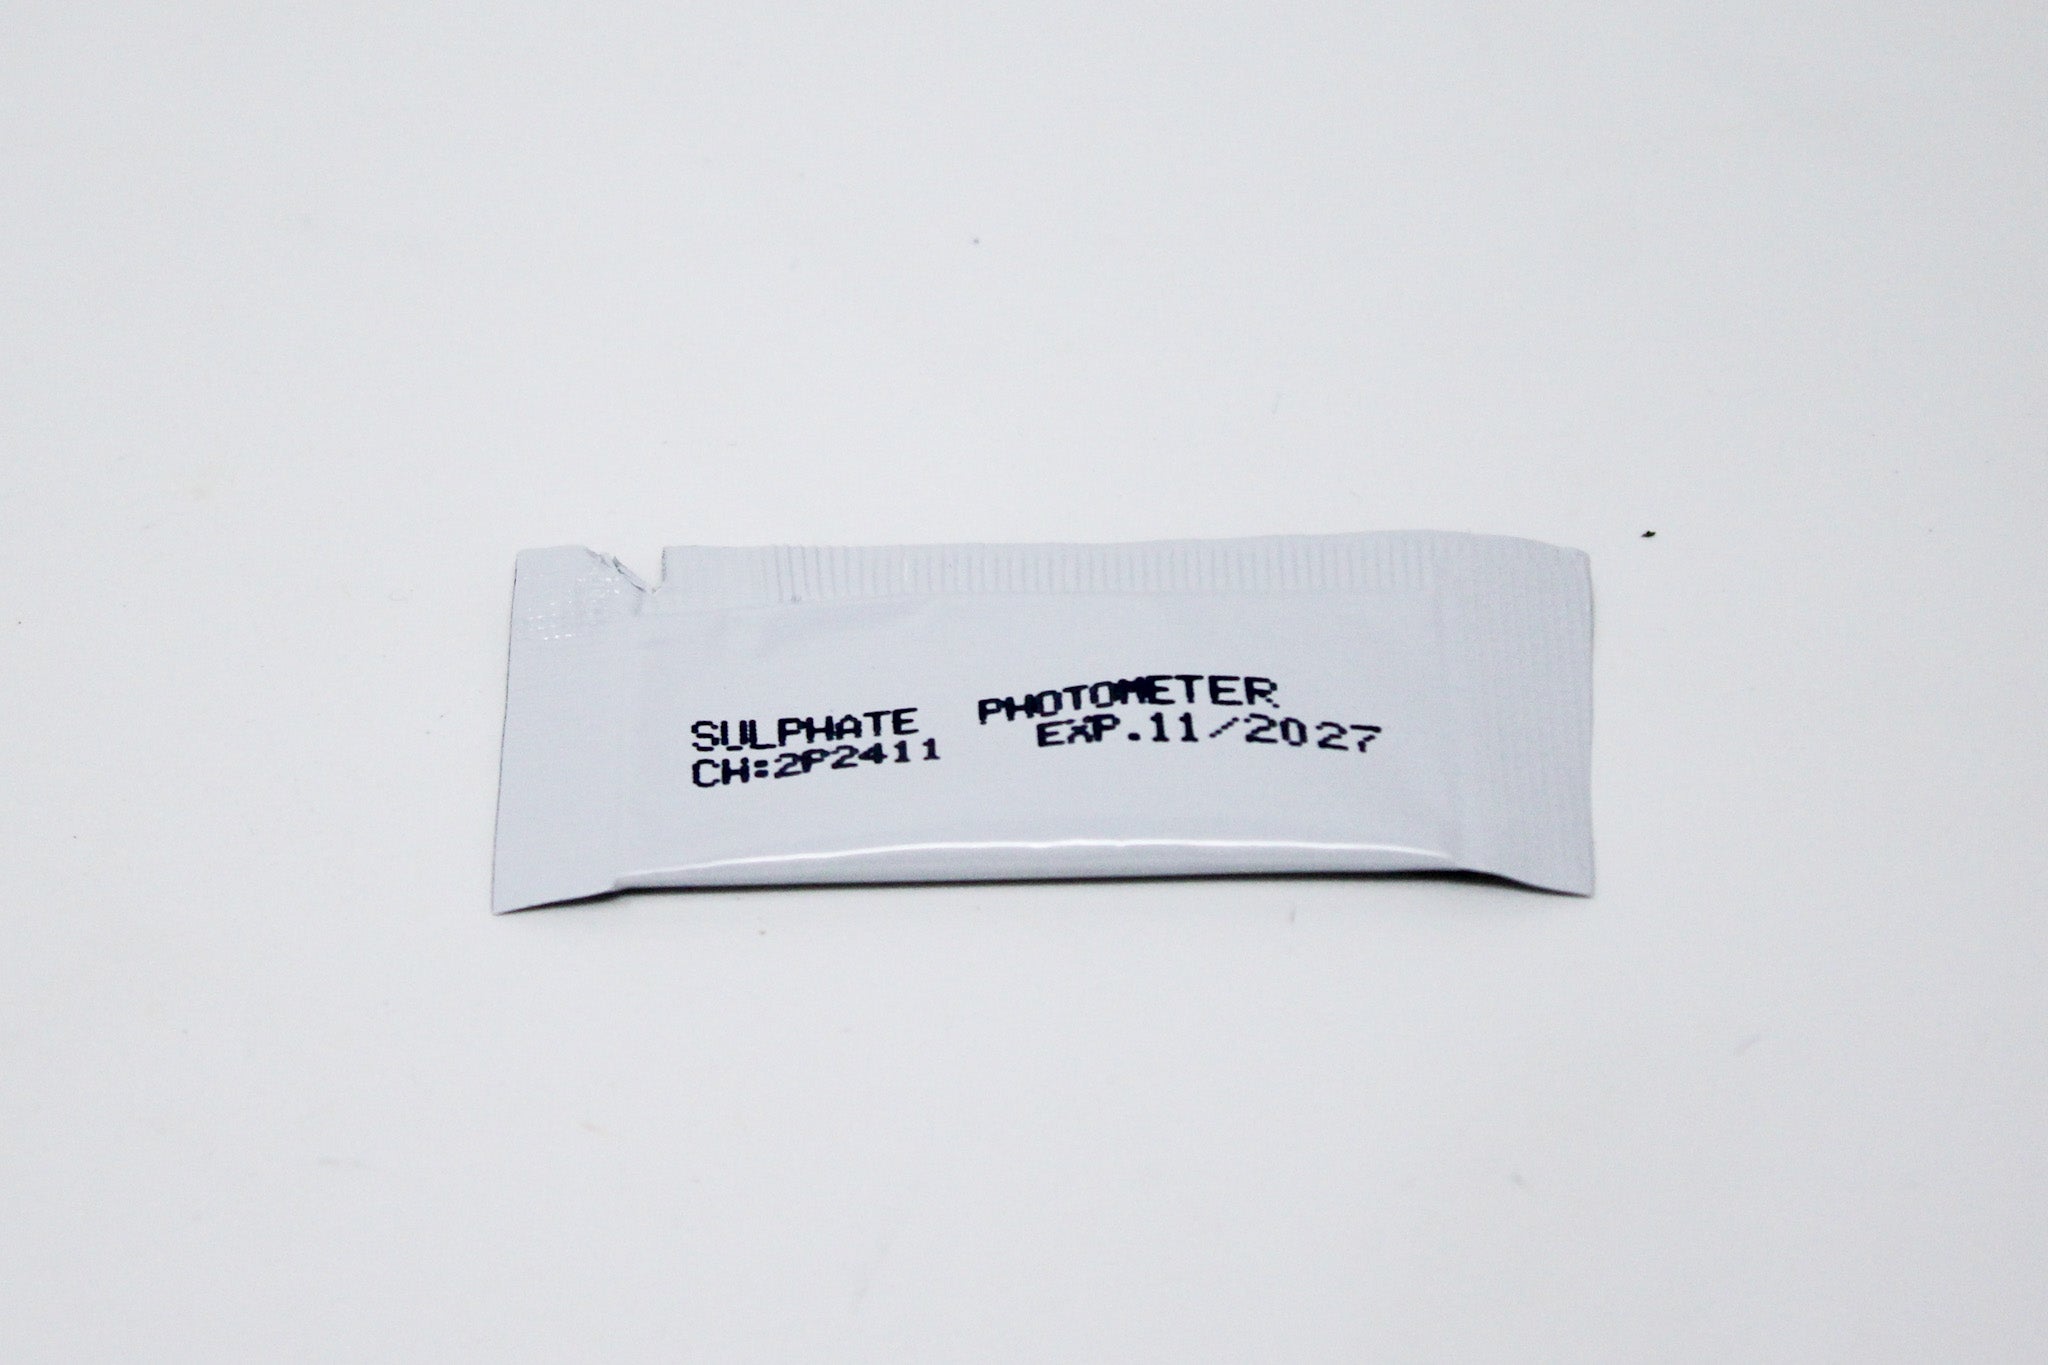 SULPHATE PHOTOMETER
CH:2P2411 EXP.11/2027